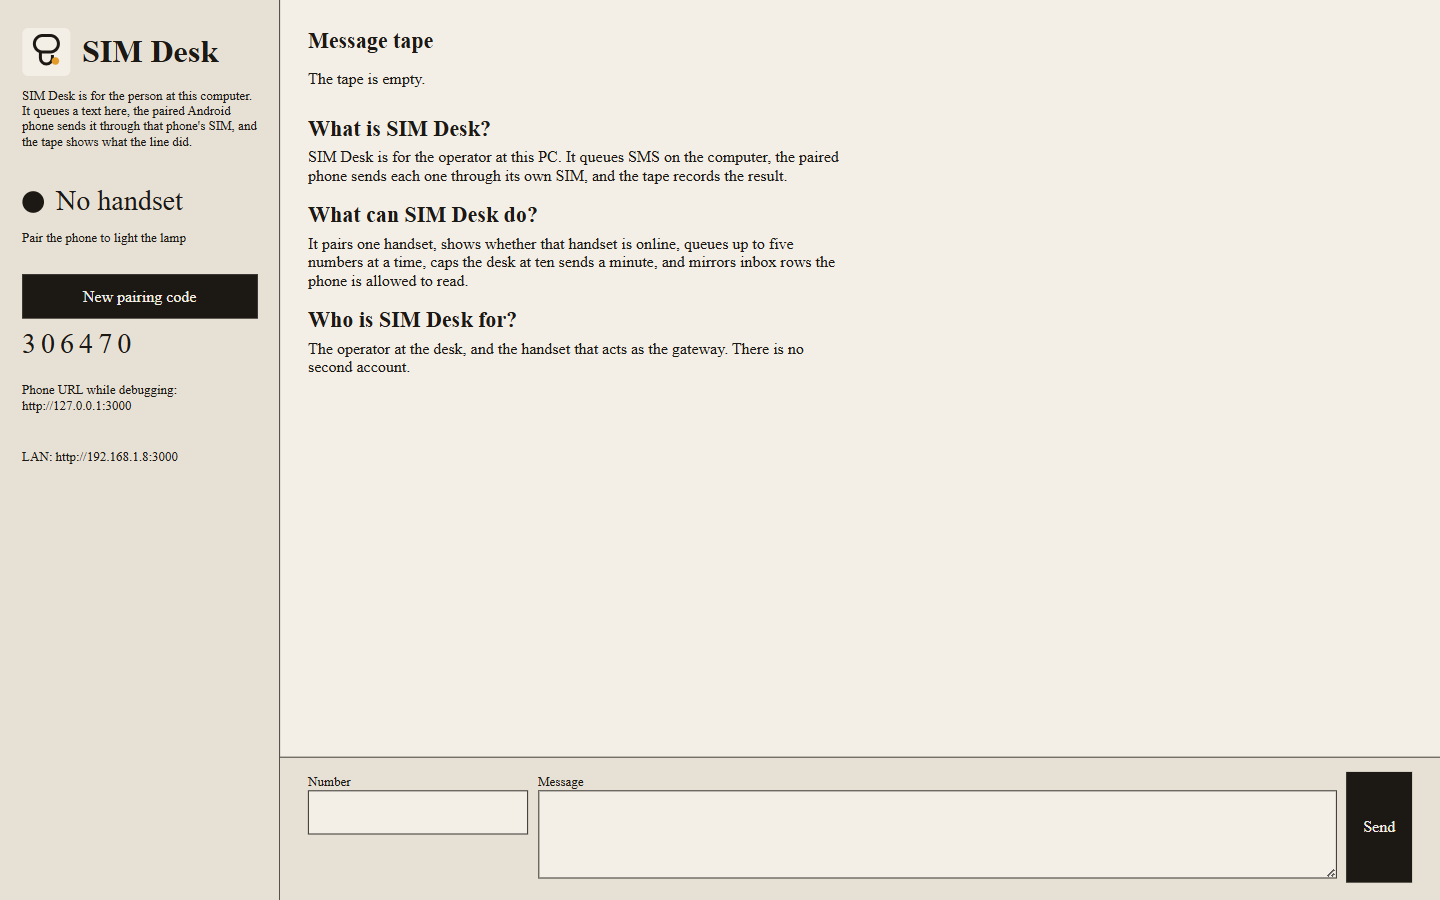 SIM Desk
SIM Desk is for the person at this computer.
It queues a text here, the paired Android
phone sends it through that phone's SIM, and
the tape shows what the line did.
No handset
Pair the phone to light the lamp
New pairing code
306470
Phone URL while debugging:
http://127.0.0.1:3000
LAN: http://192.168.1.8:3000
Message tape
The tape is empty.
What is SIM Desk?
SIM Desk is for the operator at this PC. It queues SMS on the computer, the paired
phone sends each one through its own SIM, and the tape records the result.
What can SIM Desk do?
It pairs one handset, shows whether that handset is online, queues up to five
numbers at a time, caps the desk at ten sends a minute, and mirrors inbox rows the
phone is allowed to read.
Who is SIM Desk for?
The operator at the desk, and the handset that acts as the gateway. There is no
second account.
Number
Message
Send